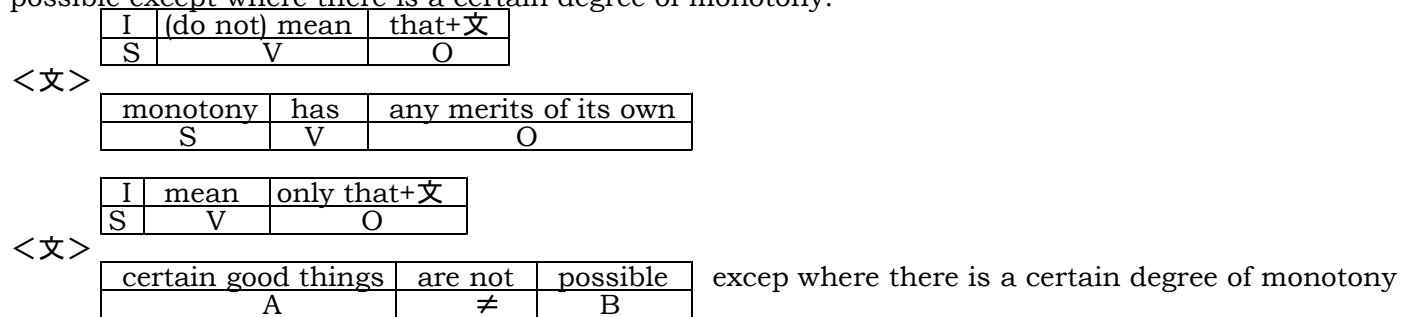 possible except where there is a certain degree of monotony.
I (do not) mean that+文
S V O
<文>
monotony has any merits of its own
S V O
I mean only that+文
S V O
<文>
certain good things are not possible excep where there is a certain degree of monotony
A ≠ B